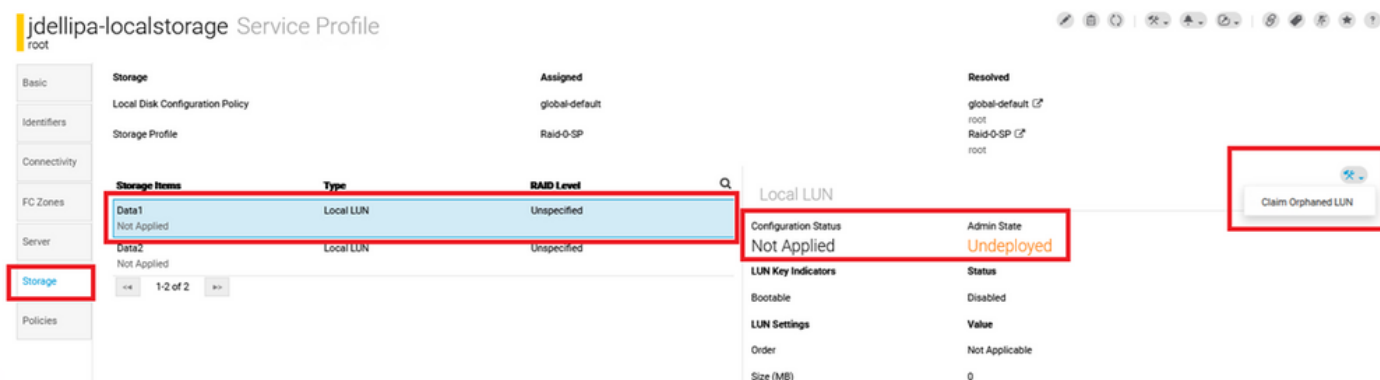 jdellipa-localstorage Service Profile
root
Basic
Identifiers
Connectivity
FC Zones
Server
Storage
Policies
Storage Assigned Resolved
Local Disk Configuration Policy global-default global-default
root
Storage Profile Raid-0-SP Raid-0-SP
root
Storage Items Type RAID Level
Data1 Local LUN Unspecified
Not Applied
Data2 Local LUN Unspecified
Not Applied
1-2 of 2
Claim Orphaned LUN
Local LUN
Configuration Status Admin State
Not Applied Undeployed
LUN Key Indicators Status
Bootable Disabled
LUN Settings Value
Order Not Applicable
Size (MB) 0